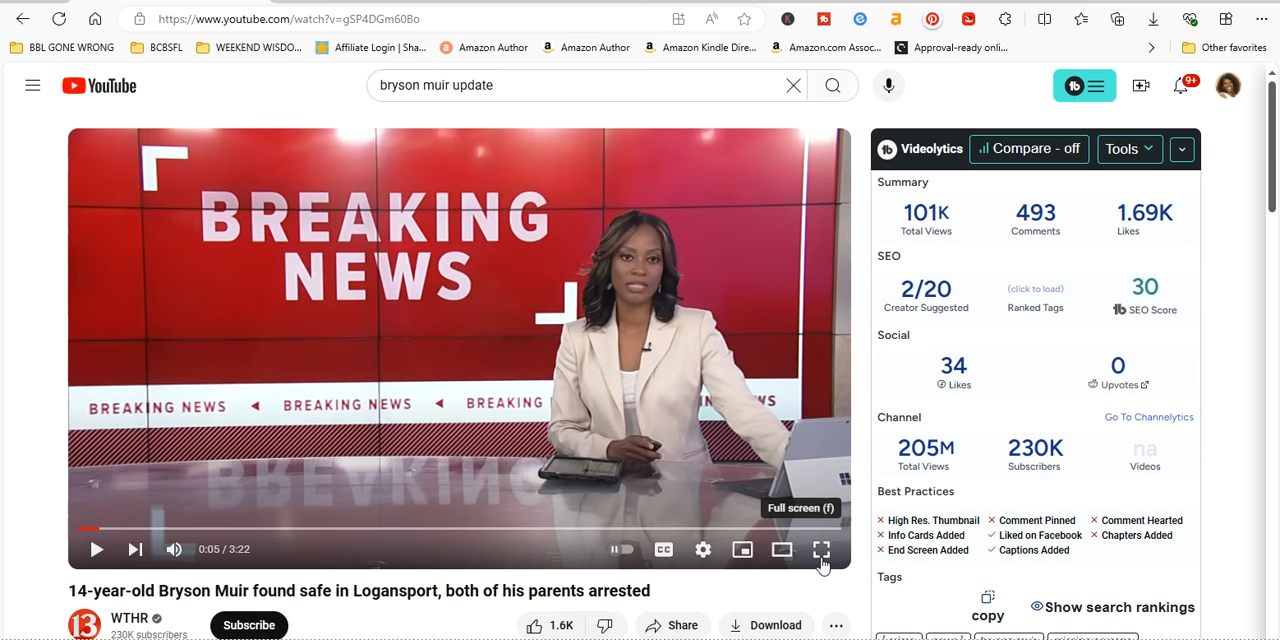 https://www.youtube.com/watch?v=gSP4DGm60Bo
BBL GONE WRONG BCBSFL WEEKEND WISDO... Affiliate Login | Sha... Amazon Author Amazon Author Amazon Kindle Dire... Amazon.com Assoc... Approval-ready onli... Other favorites
YouTube
bryson muir update
9+
BREAKING
NEWS
BREAKING NEWS BREAKING NEWS BREAKING
Full screen (f)
0:05 / 3:22
CC
14-year-old Bryson Muir found safe in Logansport, both of his parents arrested
13 WTHR
230K subscribers
Subscribe
1.6K
Share
Download
Videolytics
Compare - off
Tools
Summary
101K 493 1.69K
Total Views Comments Likes
SEO
2/20 (click to load) 30
Creator Suggested Ranked Tags SEO Score
Social
34 0
Likes Upvotes
Channel Go To Channelytics
205M 230K na
Total Views Subscribers Videos
Best Practices
High Res. Thumbnail Comment Pinned Comment Hearted
Info Cards Added Liked on Facebook Chapters Added
End Screen Added Captions Added
Tags
copy
Show search rankings